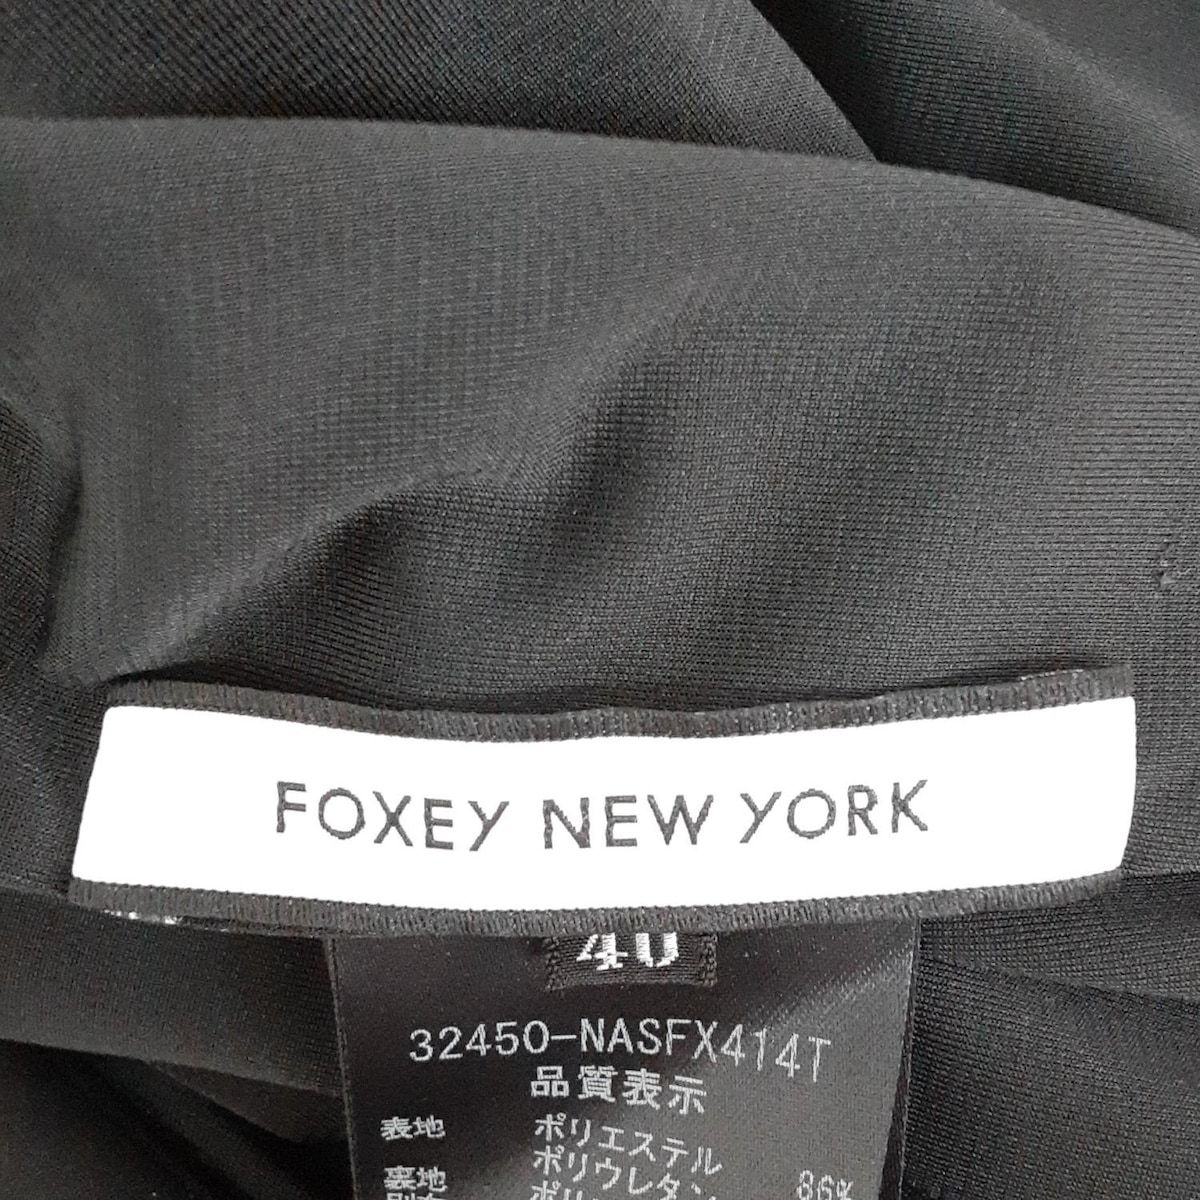 FOXEY NEW YORK
40
32450-NASFX414T
品質表示
表地 ポリエステル
ポリウレタン 86%
裏地